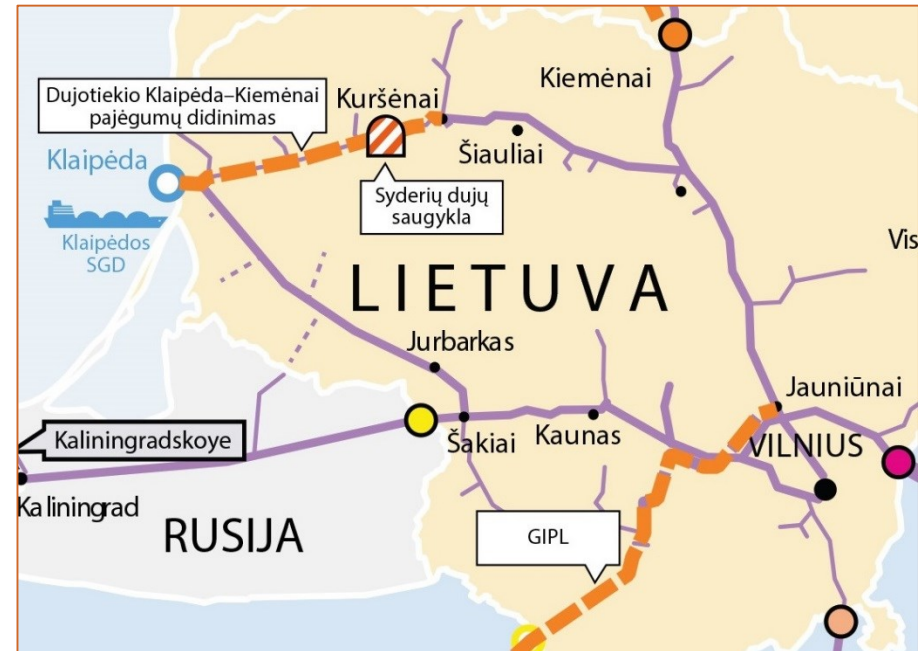 Kiemėnai
Dujotiekio Klaipėda–Kiemėnai
pajėgumų didinimas
Kuršėnai
Šiauliai
Klaipėda
Syderių dujų
saugykla
Klaipėdos
SGD
Vis
LIETUVA
Jurbarkas
Jauniūnai
Kaliningradskoye
Šakiai
Kaunas
VILNIUS
Kaliningrad
RUSIJA
GIPL